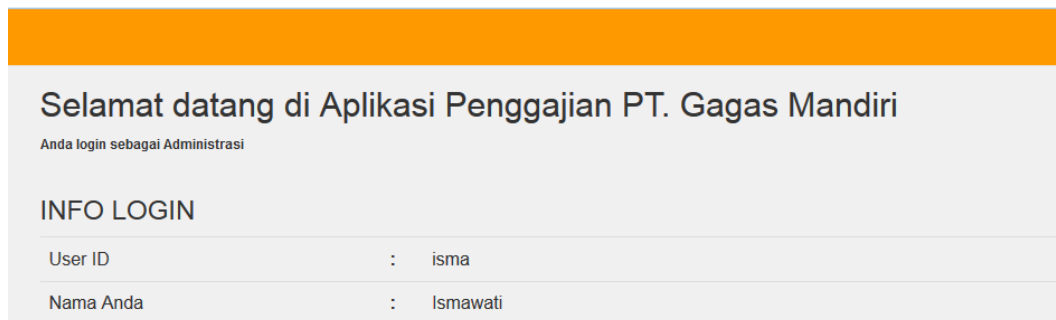 Selamat datang di Aplikasi Penggajian PT. Gagas Mandiri
Anda login sebagai Administrasi
INFO LOGIN
User ID : isma
Nama Anda : Ismawati